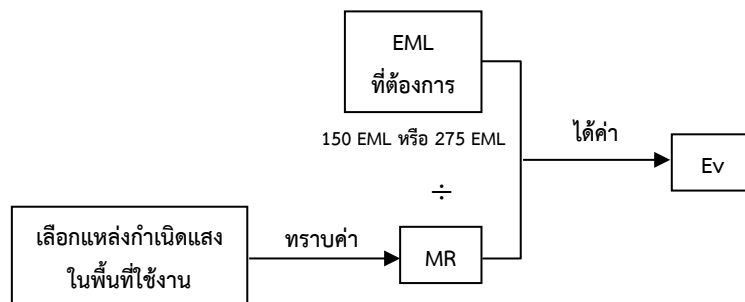 EML
ที่ต้องการ
150 EML หรือ 275 EML
ได้ค่า
Ev
÷
เลือกแหล่งกำเนิดแสง
ในพื้นที่ใช้งาน
ทราบค่า
MR